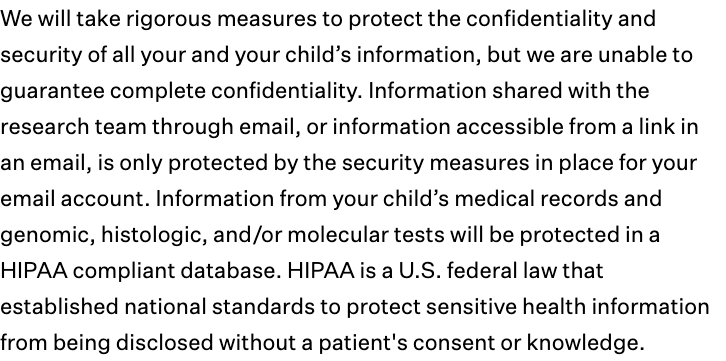 We will take rigorous measures to protect the confidentiality and
security of all your and your child’s information, but we are unable to
guarantee complete confidentiality. Information shared with the
research team through email, or information accessible from a link in
an email, is only protected by the security measures in place for your
email account. Information from your child’s medical records and
genomic, histologic, and/or molecular tests will be protected in a
HIPAA compliant database. HIPAA is a U.S. federal law that
established national standards to protect sensitive health information
from being disclosed without a patient's consent or knowledge.